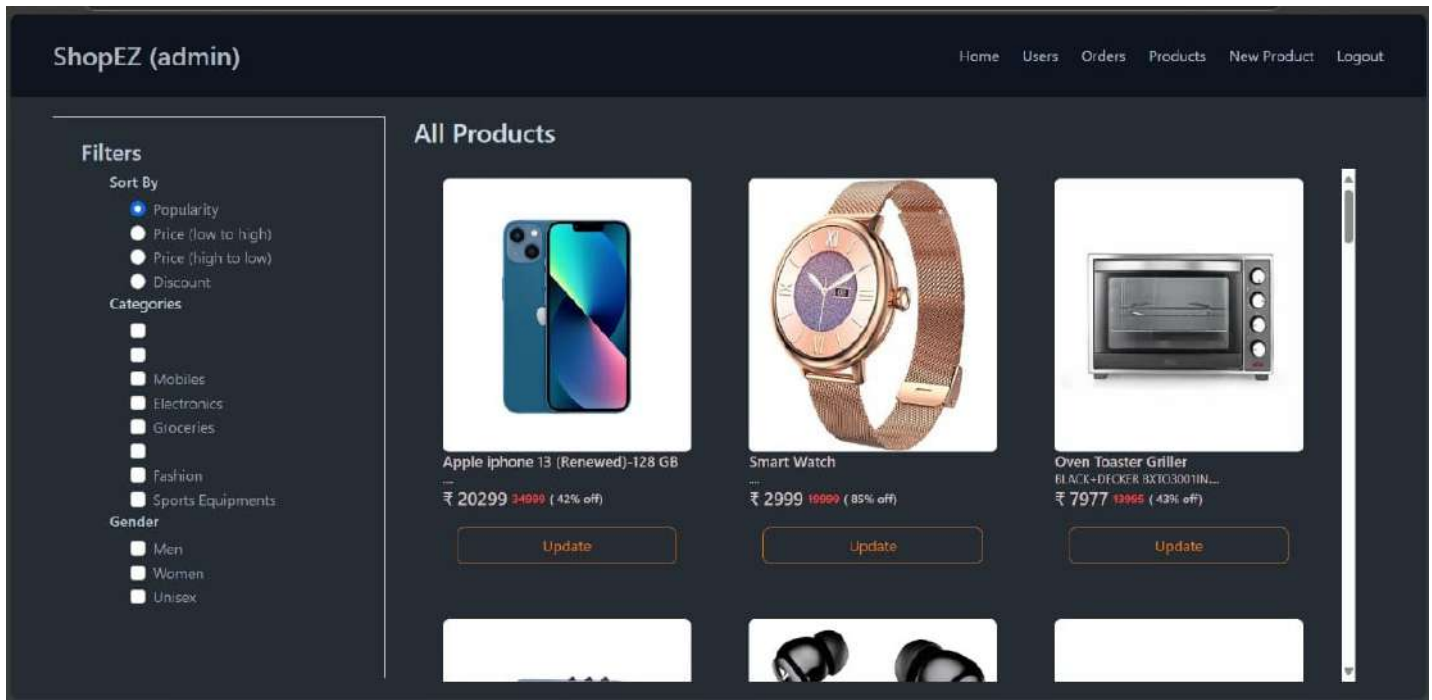 ShopEZ (admin)
Home Users Orders Products New Product Logout
Filters
Sort By
Popularity
Price (low to high)
Price (high to low)
Discount
Categories
Mobiles
Electronics
Groceries
Fashion
Sports Equipments
Gender
Men
Women
Unisex
All Products
Apple iphone 13 (Renewed)-128 GB
....
₹ 20299 34999 ( 42% off)
Update
Smart Watch
....
₹ 2999 19999 ( 85% off)
Update
Oven Toaster Griller
BLACK+DECKER BXTO3001IN....
₹ 7977 13995 ( 43% off)
Update